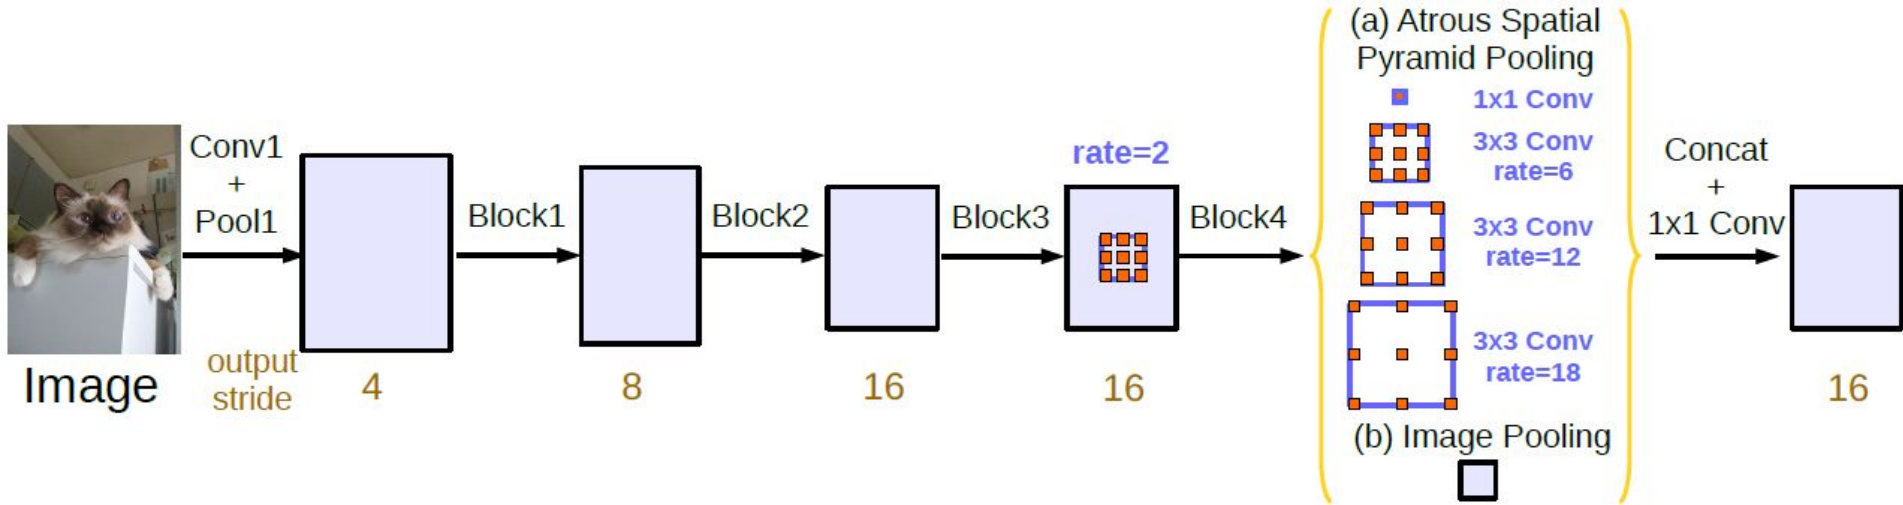 (a) Atrous Spatial
Pyramid Pooling
1x1 Conv
3x3 Conv
rate=6
3x3 Conv
rate=12
3x3 Conv
rate=18
(b) Image Pooling
Conv1
+
Pool1
Block1
Block2
Block3
rate=2
Block4
Concat
+
1x1 Conv
Image
output
stride
4
8
16
16
16